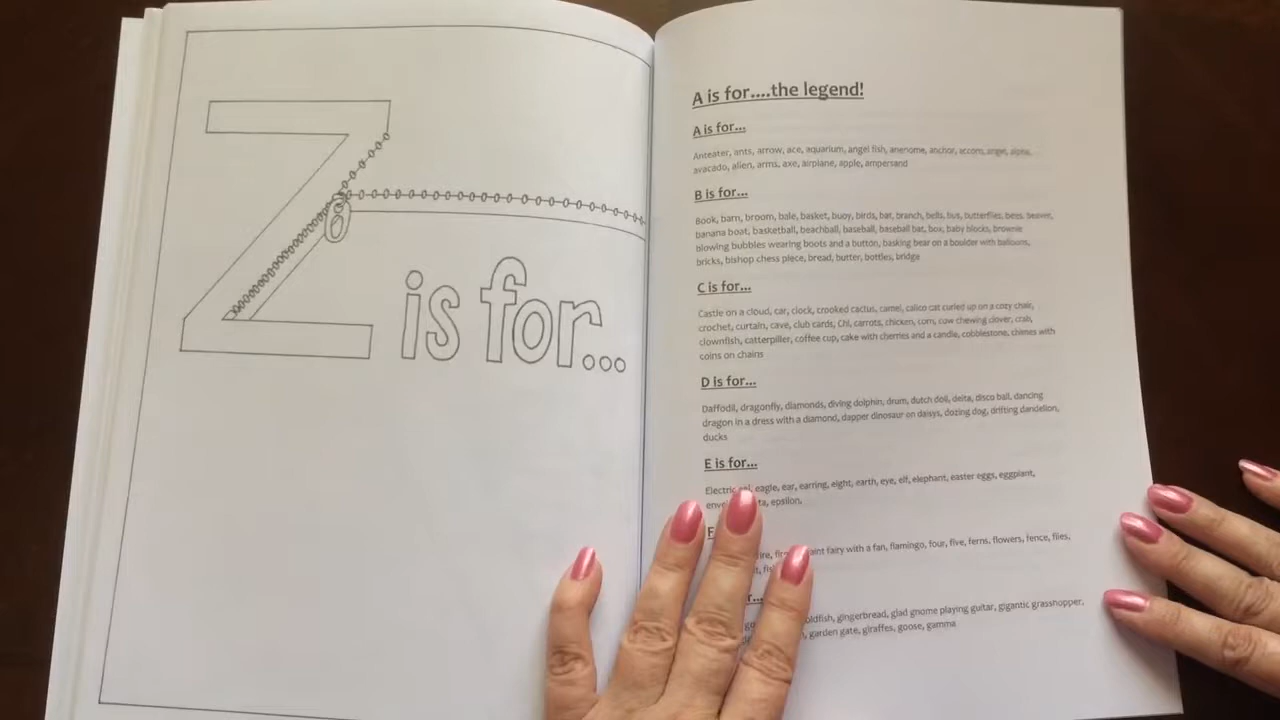 Z is for...
A is for....the legend!
A is for...
Anteater, ants, arrow, ace, aquarium, angel fish, anenome, anchor, accorn, angel, alpha,
avacado, alien, arms, axe, airplane, apple, ampersand
B is for...
Book, barn, broom, bale, basket, buoy, birds, bat, branch, bells, bus, butterflies, bees, beaver,
banana boat, basketball, beachball, baseball, baseball bat, box, baby blocks, brownie
blowing bubbles wearing boots and a button, basking bear on a boulder with balloons,
bricks, bishop chess piece, bread, butter, bottles, bridge
C is for...
Castle on a cloud, car, clock, crooked cactus, camel, calico cat curled up on a cozy chair,
crochet, curtain, cave, club cards, Chi, carrots, chicken, corn, cow chewing clover, crab,
clownfish, catterpiller, coffee cup, cake with cherries and a candle, cobblestone, chimes with
coins on chains
D is for...
Daffodil, dragonfly, diamonds, diving dolphin, drum, dutch doll, delta, disco ball, dancing
dragon in a dress with a diamond, dapper dinosaur on daisys, dozing dog, drifting dandelion,
ducks
E is for...
Electric eagle, ear, earring, eight, earth, eye, elf, elephant, easter eggs, eggplant,
epsilon,
F
fairy with a fan, flamingo, four, five, ferns, flowers, fence, flies,
gingerbread, glad gnome playing guitar, gigantic grasshopper,
garden gate, giraffes, goose, gamma